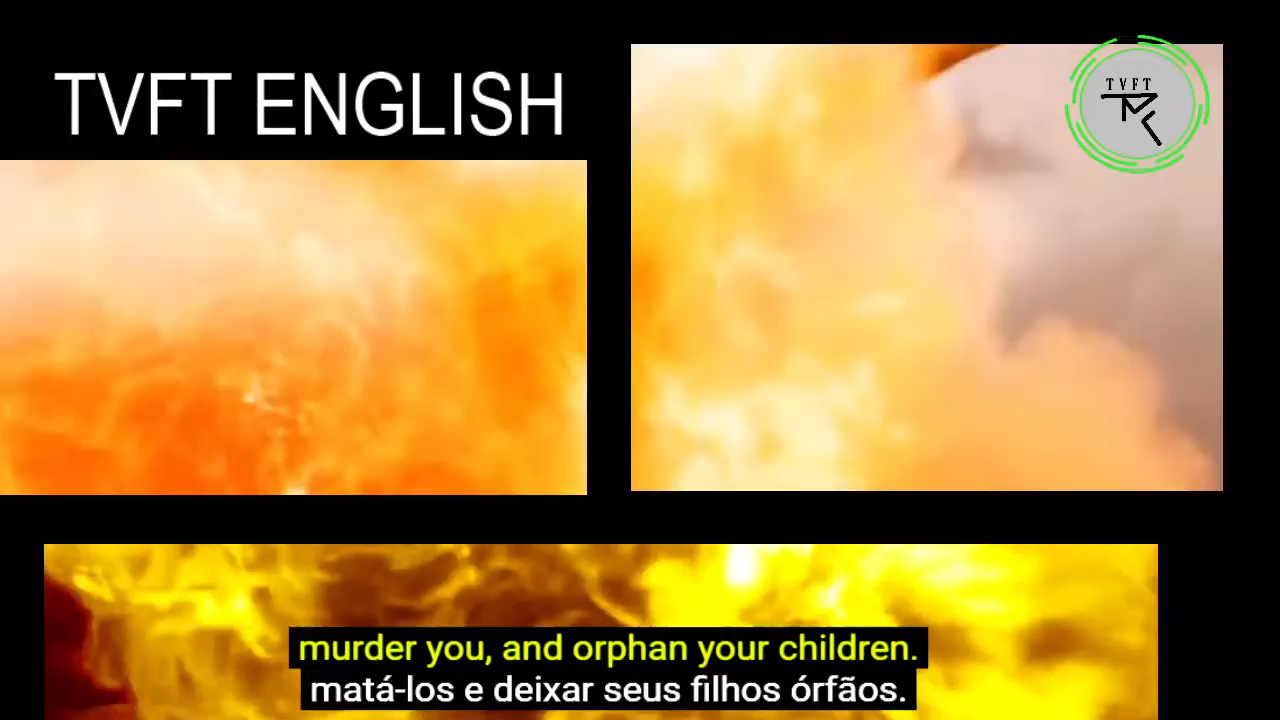 TVFT ENGLISH
TVFT
murder you, and orphan your children.
matá-los e deixar seus filhos órfãos.